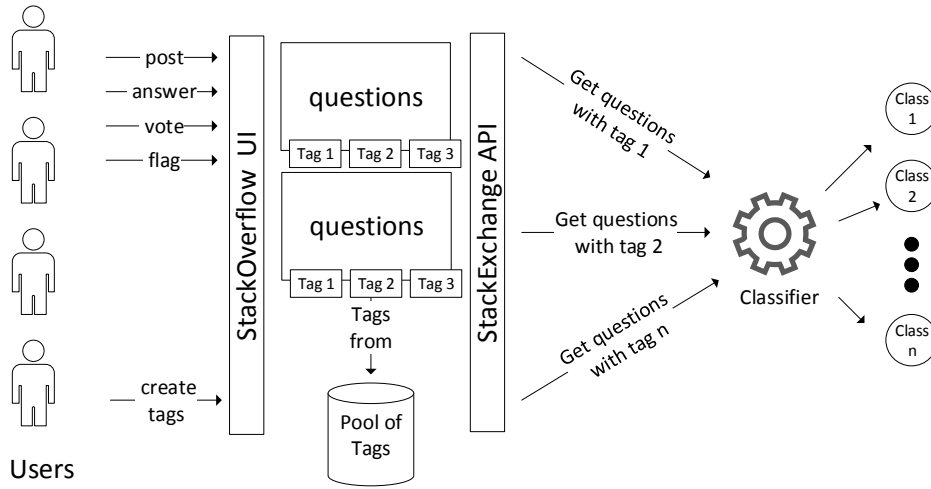 post
answer
vote
flag
create
tags
Users
StackOverflow UI
questions
Tag 1
Tag 2
Tag 3
questions
Tag 1
Tag 2
Tag 3
Tags
from
Pool of
Tags
StackExchange API
Get questions
with tag 1
Get questions
with tag 2
Get questions
with tag n
Classifier
Class
1
Class
2
Class
n